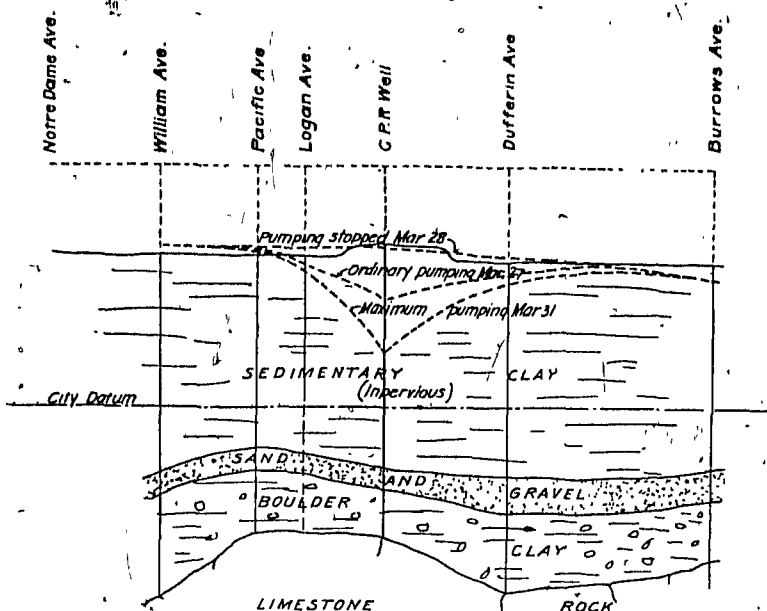 Notre Dame Ave.
William Ave.
Pacific Ave
Logan Ave.
C.P.R. Well
Dufferin Ave
Burrows Ave.
Pumping stopped Mar 28
Ordinary pumping Mar. 27
Maximum pumping Mar 31
SEDIMENTARY CLAY
(Inpervious)
City Datum
SAND AND GRAVEL
BOULDER CLAY
LIMESTONE ROCK